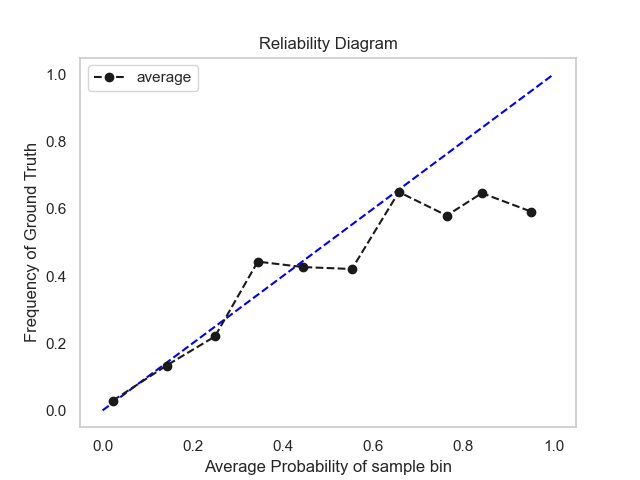 Reliability Diagram
average
Frequency of Ground Truth
1.0
0.8
0.6
0.4
0.2
0.0
0.0 0.2 0.4 0.6 0.8 1.0
Average Probability of sample bin